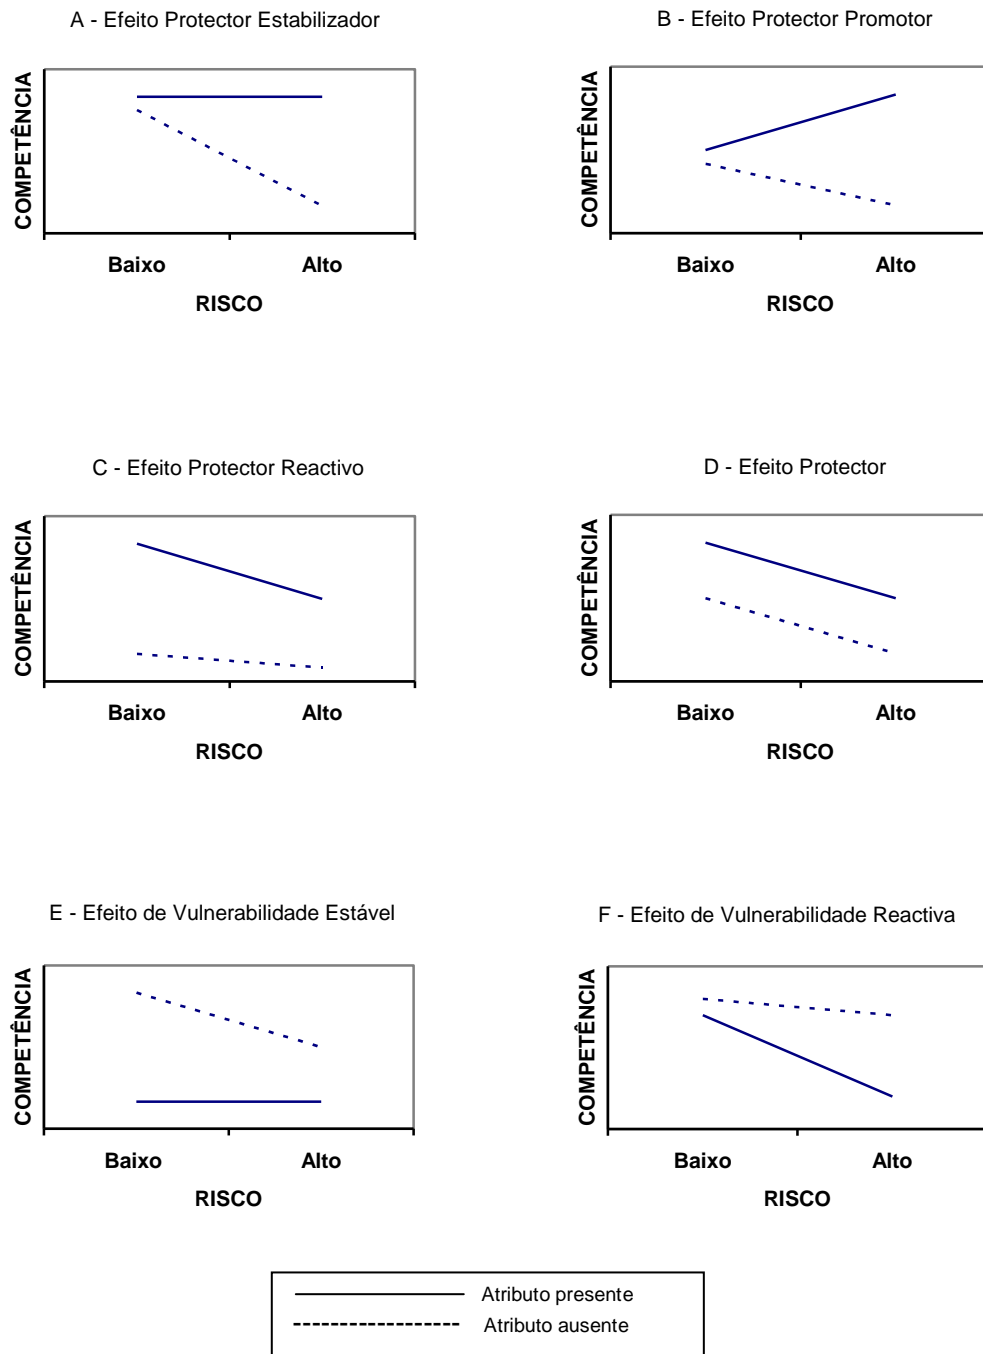 A - Efeito Protector Estabilizador
COMPETÊNCIA
Baixo
Alto
RISCO
B - Efeito Protector Promotor
COMPETÊNCIA
Baixo
Alto
RISCO
C - Efeito Protector Reactivo
COMPETÊNCIA
Baixo
Alto
RISCO
D - Efeito Protector
COMPETÊNCIA
Baixo
Alto
RISCO
E - Efeito de Vulnerabilidade Estável
COMPETÊNCIA
Baixo
Alto
RISCO
F - Efeito de Vulnerabilidade Reactiva
COMPETÊNCIA
Baixo
Alto
RISCO
Atributo presente
Atributo ausente